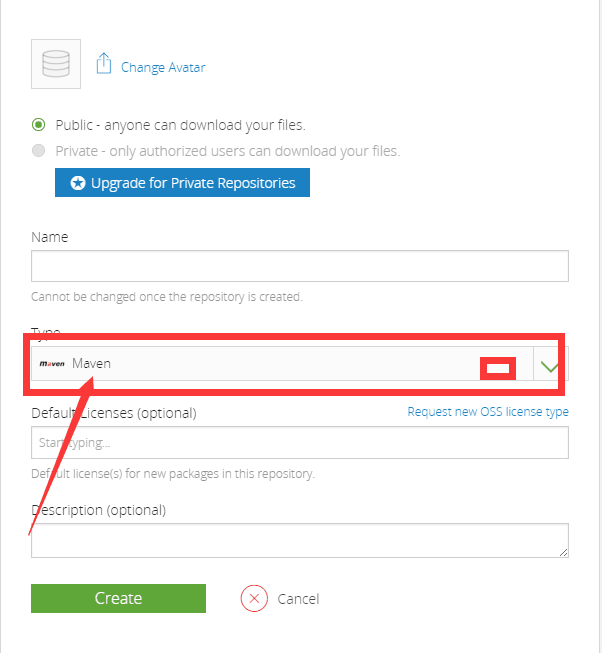 Change Avatar
Public - anyone can download your files.
Private - only authorized users can download your files.
Upgrade for Private Repositories
Name
Cannot be changed once the repository is created.
Type
maven Maven
Default Licenses (optional) Request new OSS license type
Start typing...
Default license(s) for new packages in this repository.
Description (optional)
Create Cancel